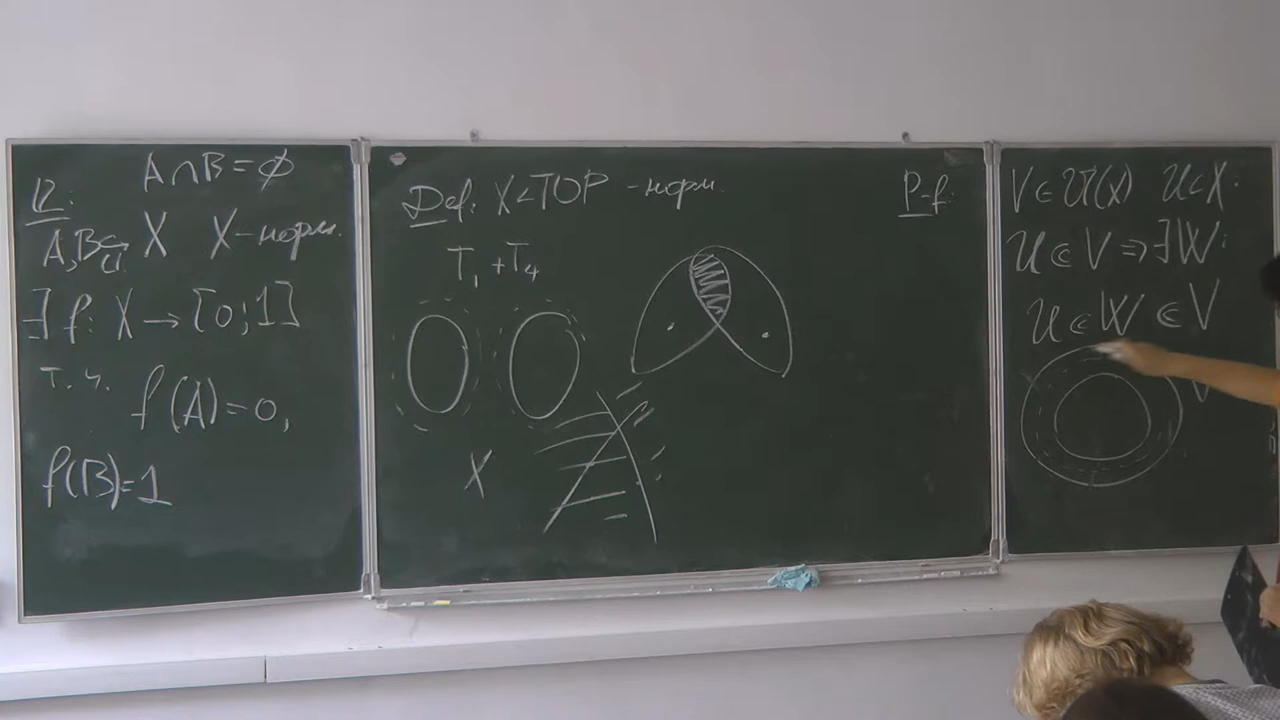 A∩B=∅
U:
A,B⊂X X-норм.
∃ f: X→[0;1]
т.ч. f(A)=0,
f(B)=1
Def: X<TOP -норм.
T₁+T₄
X
P-f:
U⊂X:
U⋐V⇒∃W:
U⋐W⋐V
V